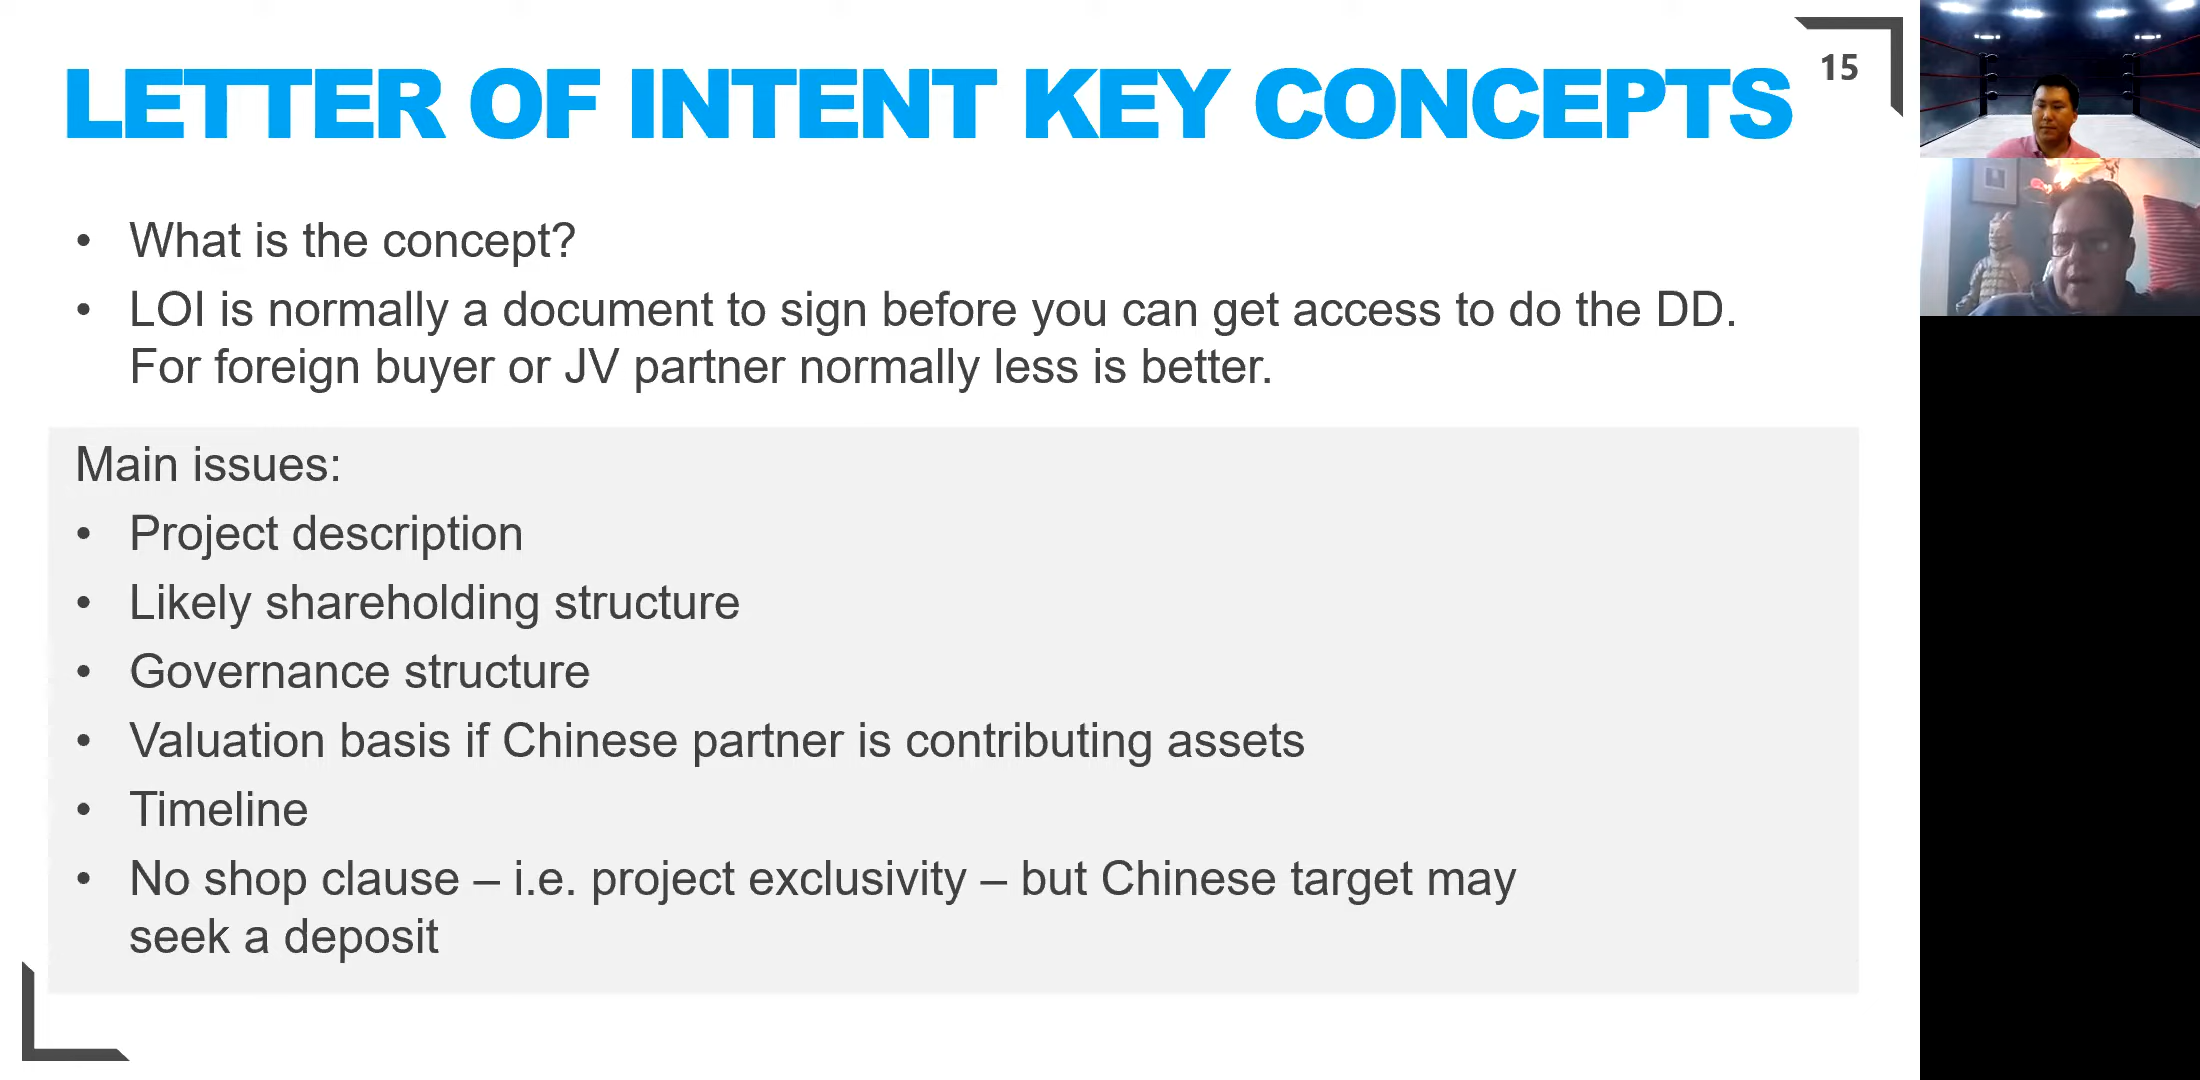 LETTER OF INTENT KEY CONCEPTS
15
• What is the concept?
• LOI is normally a document to sign before you can get access to do the DD.
For foreign buyer or JV partner normally less is better.
Main issues:
• Project description
• Likely shareholding structure
• Governance structure
• Valuation basis if Chinese partner is contributing assets
• Timeline
• No shop clause – i.e. project exclusivity – but Chinese target may
seek a deposit